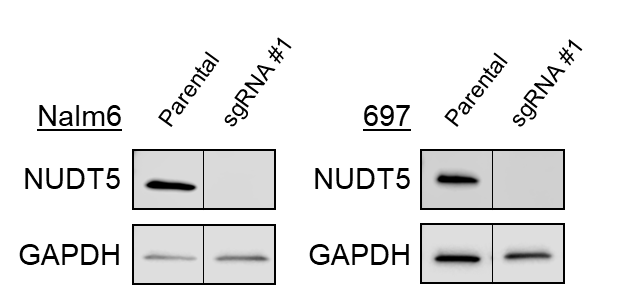 Parental
sgRNA #1
Nalm6
NUDT5
GAPDH
Parental
sgRNA #1
697
NUDT5
GAPDH